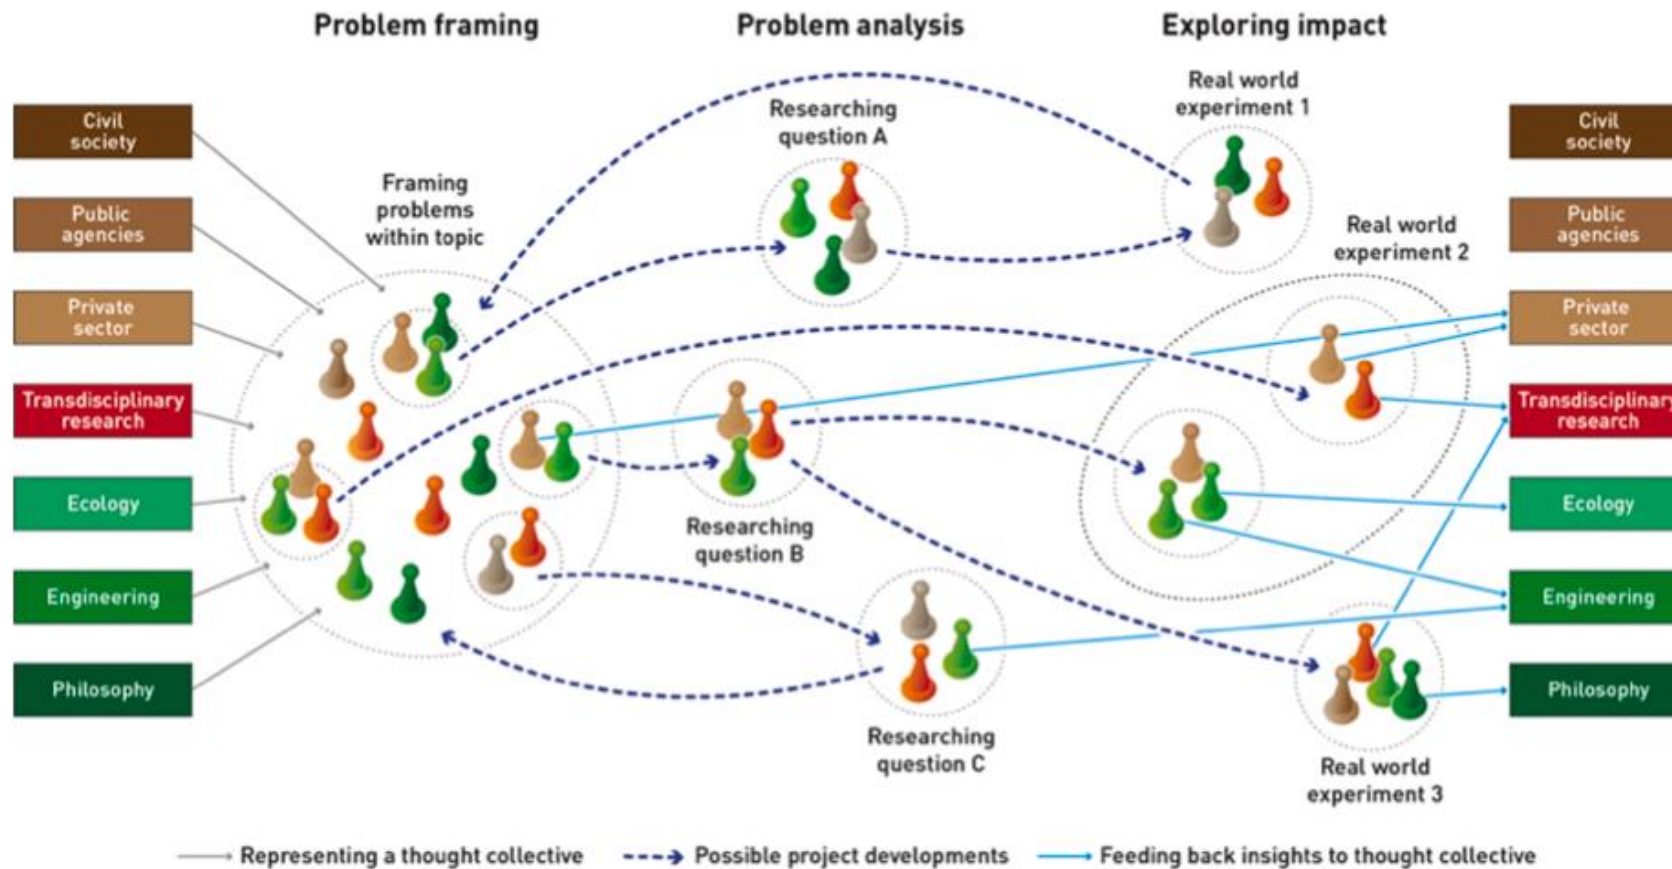 Problem framing
Problem analysis
Exploring impact
Civil
society
Public
agencies
Private
sector
Transdisciplinary
research
Ecology
Engineering
Philosophy
Framing
problems
within topic
Researching
question A
Researching
question B
Researching
question C
Real world
experiment 1
Real world
experiment 2
Real world
experiment 3
Civil
society
Public
agencies
Private
sector
Transdisciplinary
research
Ecology
Engineering
Philosophy
Representing a thought collective
Possible project developments
Feeding back insights to thought collective